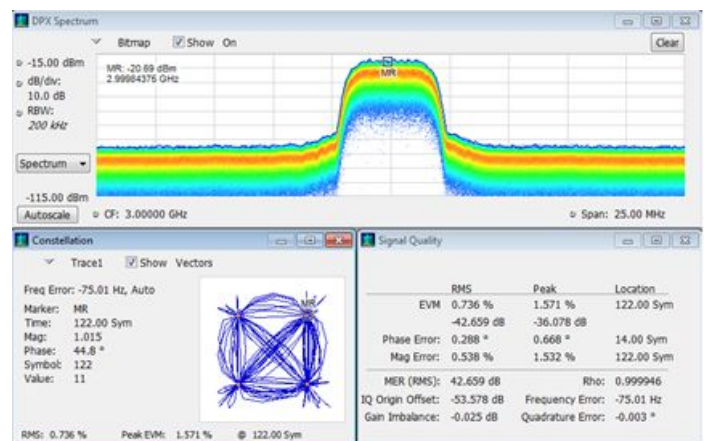 DPX Spectrum
Bitmap Show On Clear
-15.00 dBm
MR: -20.69 dBm
2.99984375 GHz
MR
dB/div:
10.0 dB
RBW:
200 kHz
Spectrum
-115.00 dBm
Autoscale CF: 3.00000 GHz Span: 25.00 MHz
Constellation
Trace1 Show Vectors
Freq Error: -75.01 Hz, Auto
Marker: MR
Time: 122.00 Sym
Mag: 1.015
Phase: 44.8 °
Symbol: 122
Value: 11
MR
RMS: 0.736 % Peak EVM: 1.571 % @ 122.00 Sym
Signal Quality
RMS Peak Location
EVM 0.736 % 1.571 % 122.00 Sym
-42.659 dB -36.078 dB
Phase Error: 0.288 ° 0.668 ° 14.00 Sym
Mag Error: 0.538 % 1.532 % 122.00 Sym
MER (RMS): 42.659 dB Rho: 0.999946
IQ Origin Offset: -53.578 dB Frequency Error: -75.01 Hz
Gain Imbalance: -0.025 dB Quadrature Error: -0.003 °